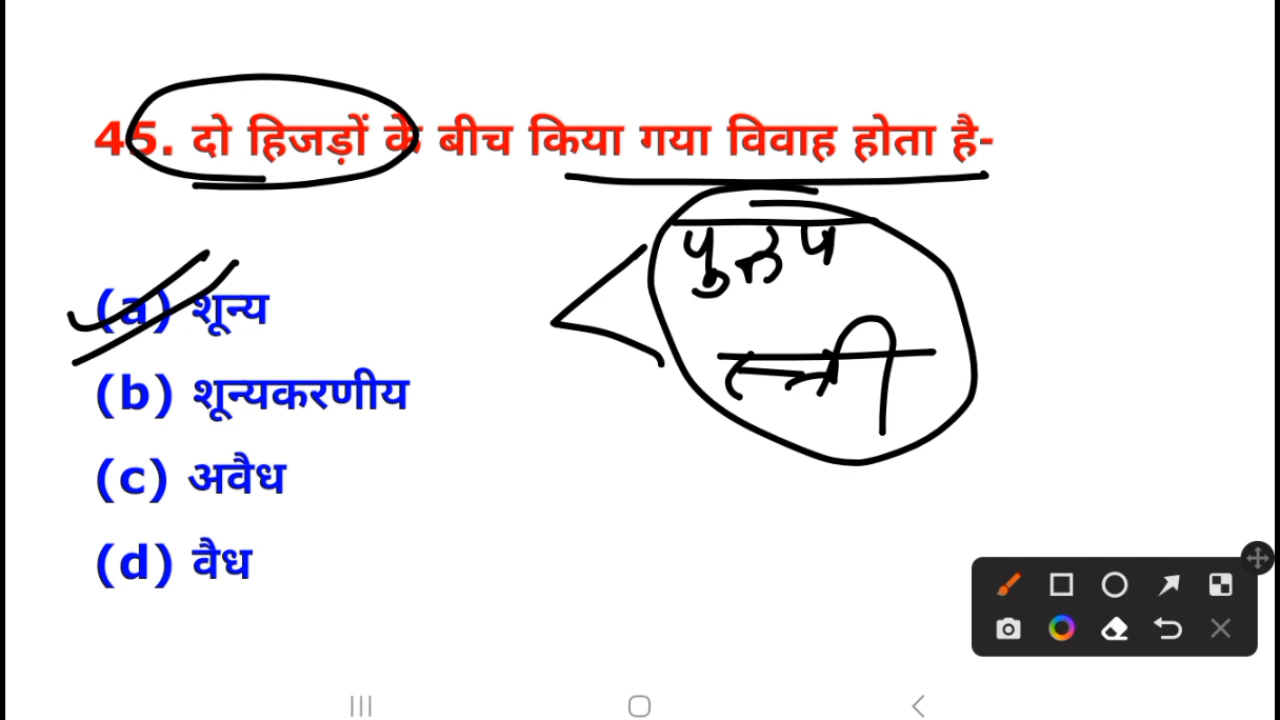 45. दो हिजड़ों के बीच किया गया विवाह होता है-
पुरुष
(a) शून्य
स्त्री
(b) शून्यकरणीय
(c) अवैध
(d) वैध